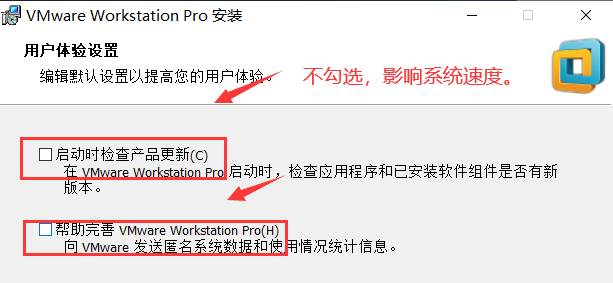 VMware Workstation Pro 安装
用户体验设置
编辑默认设置以提高您的用户体验。
不勾选，影响系统速度。
启动时检查产品更新(C)
在 VMware Workstation Pro 启动时，检查应用程序和已安装软件组件是否有新
版本。
帮助完善 VMware Workstation Pro(H)
向 VMware 发送匿名系统数据和使用情况统计信息。